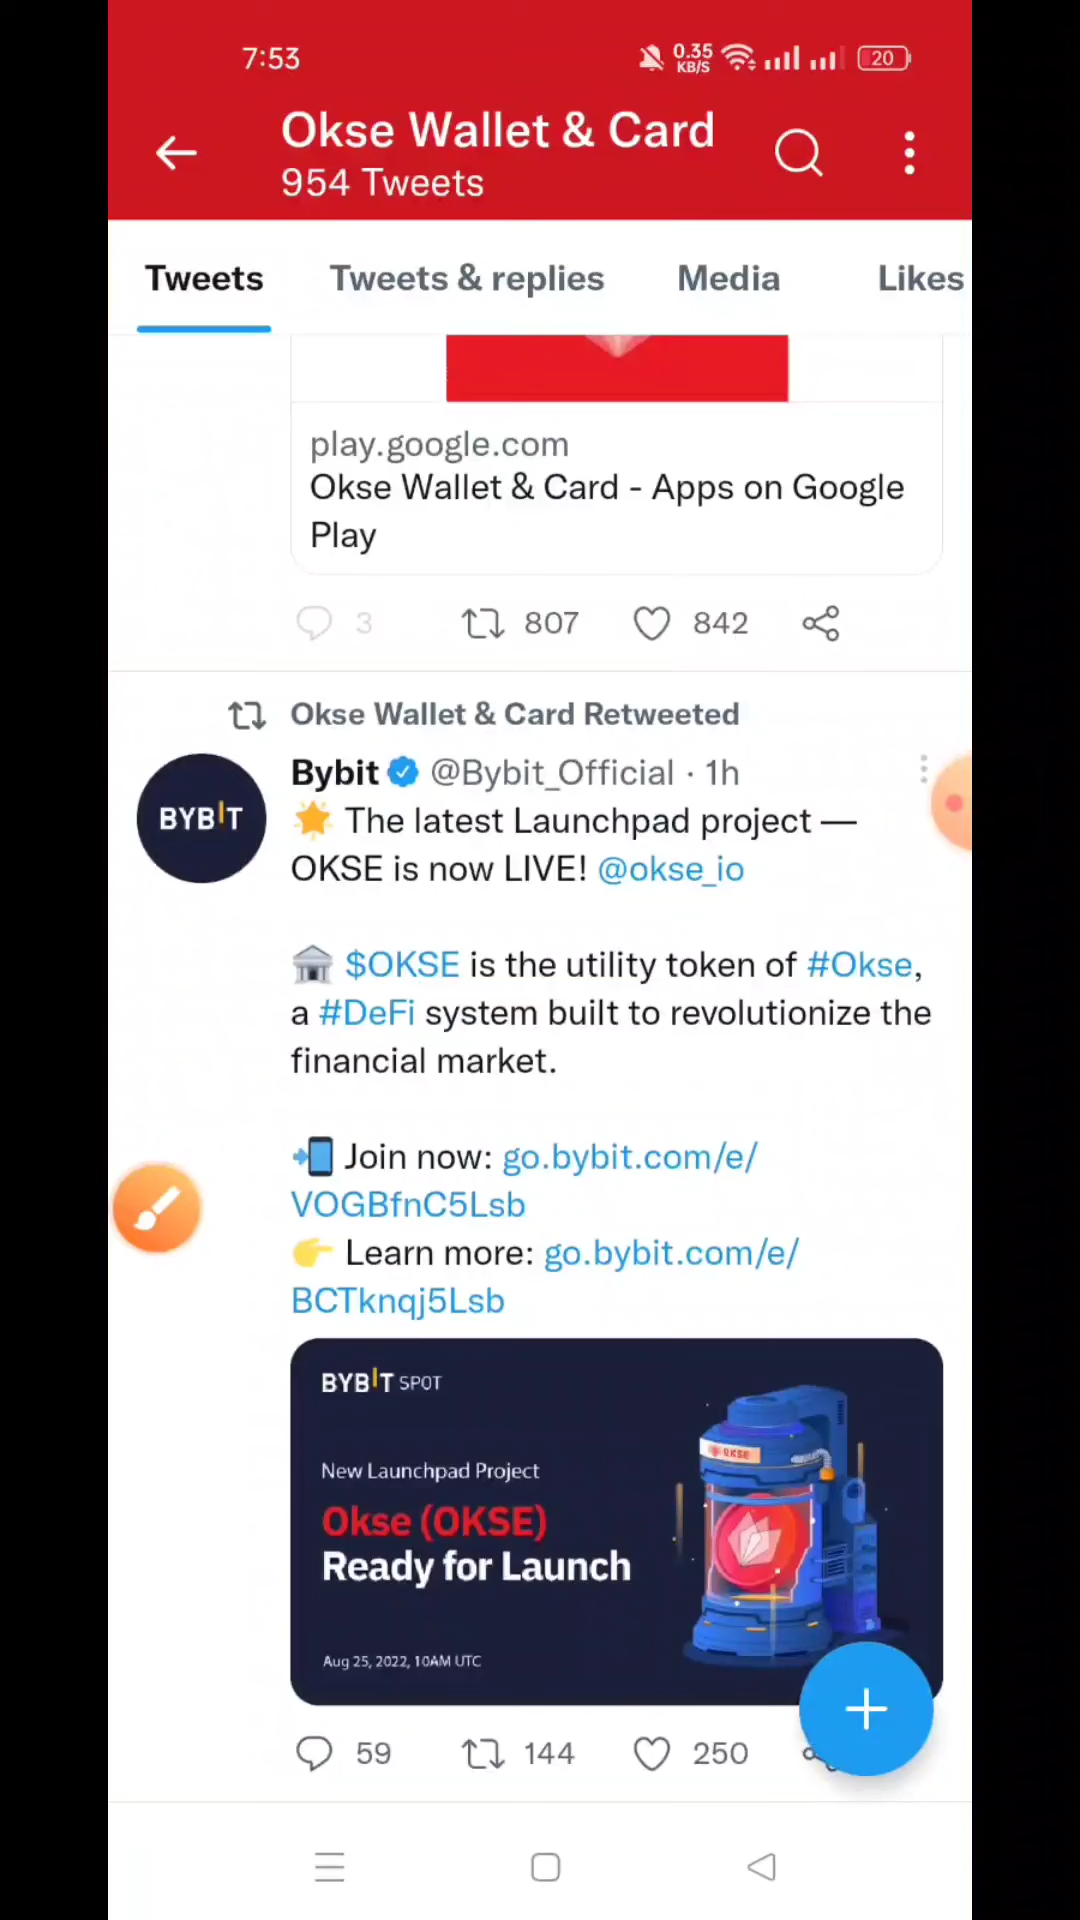 7:53
0.35
KB/S
20
Okse Wallet & Card
954 Tweets
Tweets
Tweets & replies
Media
Likes
play.google.com
Okse Wallet & Card - Apps on Google
Play
3
807
842
Okse Wallet & Card Retweeted
Bybit @Bybit_Official · 1h
BYBIT
🌟 The latest Launchpad project —
OKSE is now LIVE! @okse_io
🏛️ $OKSE is the utility token of #Okse,
a #DeFi system built to revolutionize the
financial market.
📲 Join now: go.bybit.com/e/
VOGBfnC5Lsb
👉 Learn more: go.bybit.com/e/
BCTknqj5Lsb
BYBIT SPOT
OKSE
New Launchpad Project
Okse (OKSE)
Ready for Launch
Aug 25, 2022, 10AM UTC
59
144
250